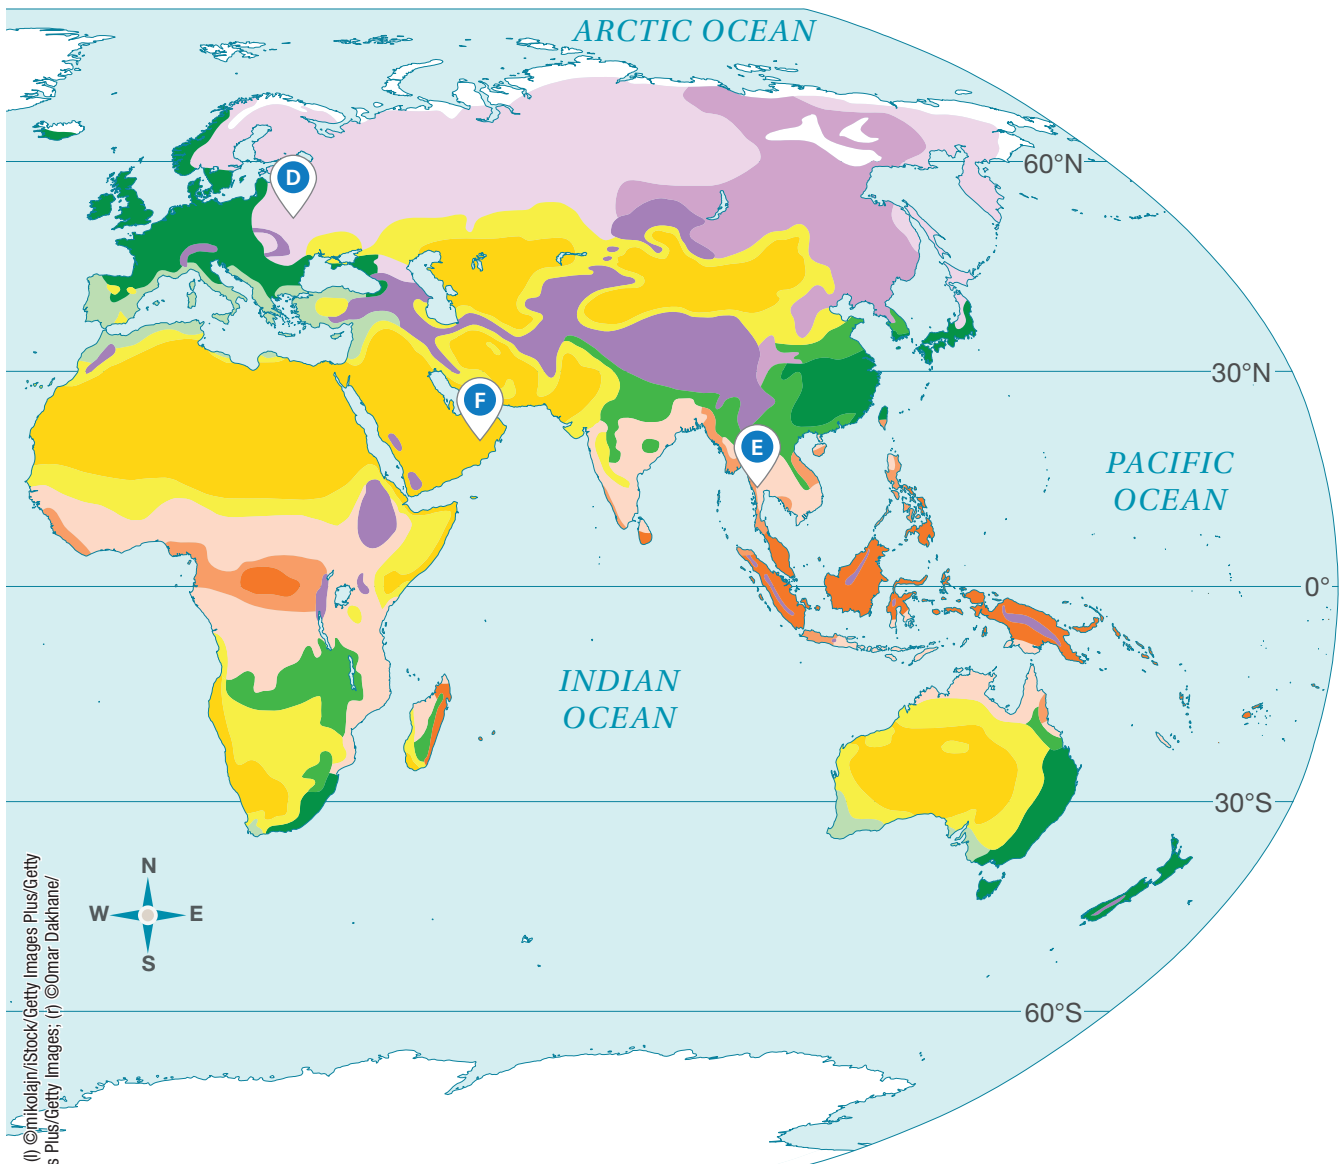 ARCTIC OCEAN
60°N
D
30°N
F
E
PACIFIC
OCEAN
0°
INDIAN
OCEAN
30°S
N
W
E
S
60°S
(l) ©mikolajn/iStock/Getty Images Plus/Getty
s Plus/Getty Images; (r) ©Omar Dakhane/